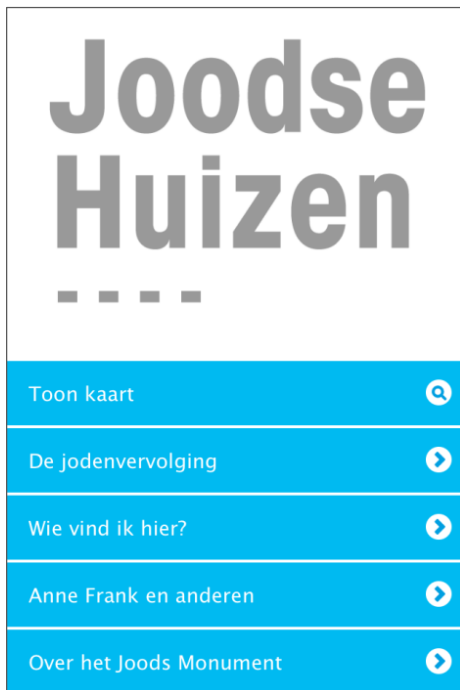 Joodse
Huizen
- - - -
Toon kaart
De jodenvervolging
Wie vind ik hier?
Anne Frank en anderen
Over het Joods Monument